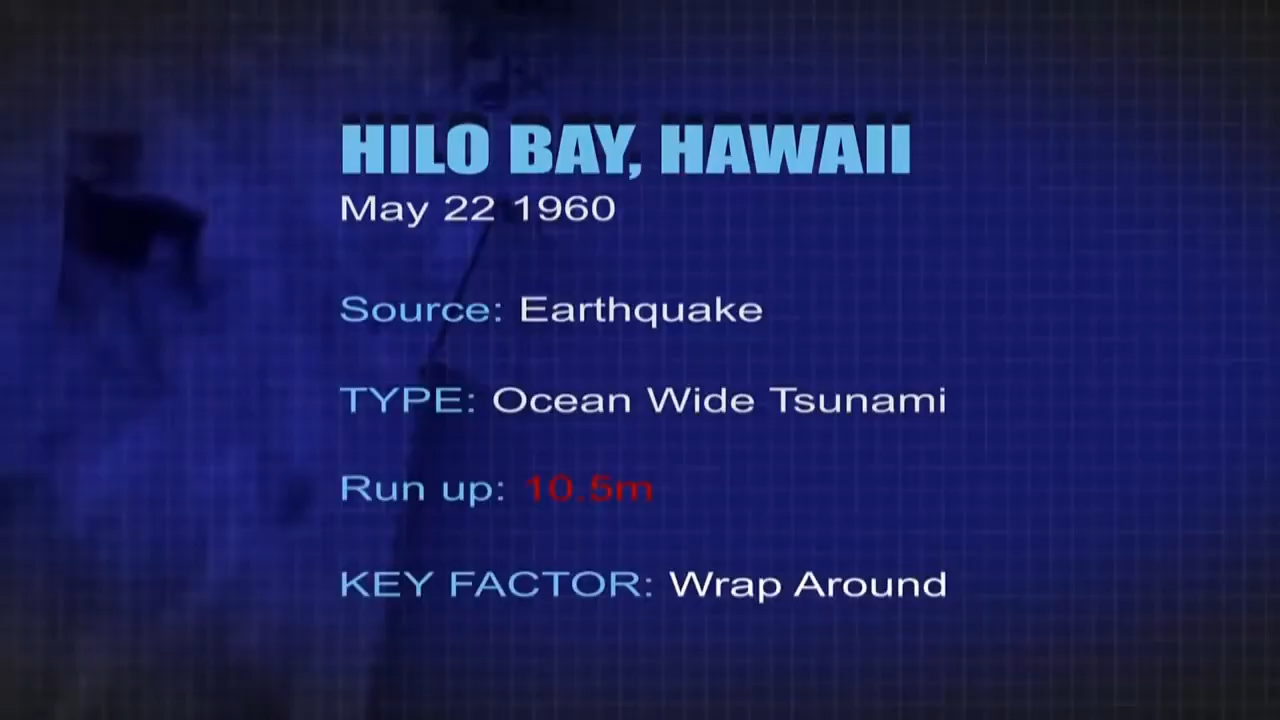 HILO BAY, HAWAII
May 22 1960
Source: Earthquake
TYPE: Ocean Wide Tsunami
Run up: 10.5m
KEY FACTOR: Wrap Around